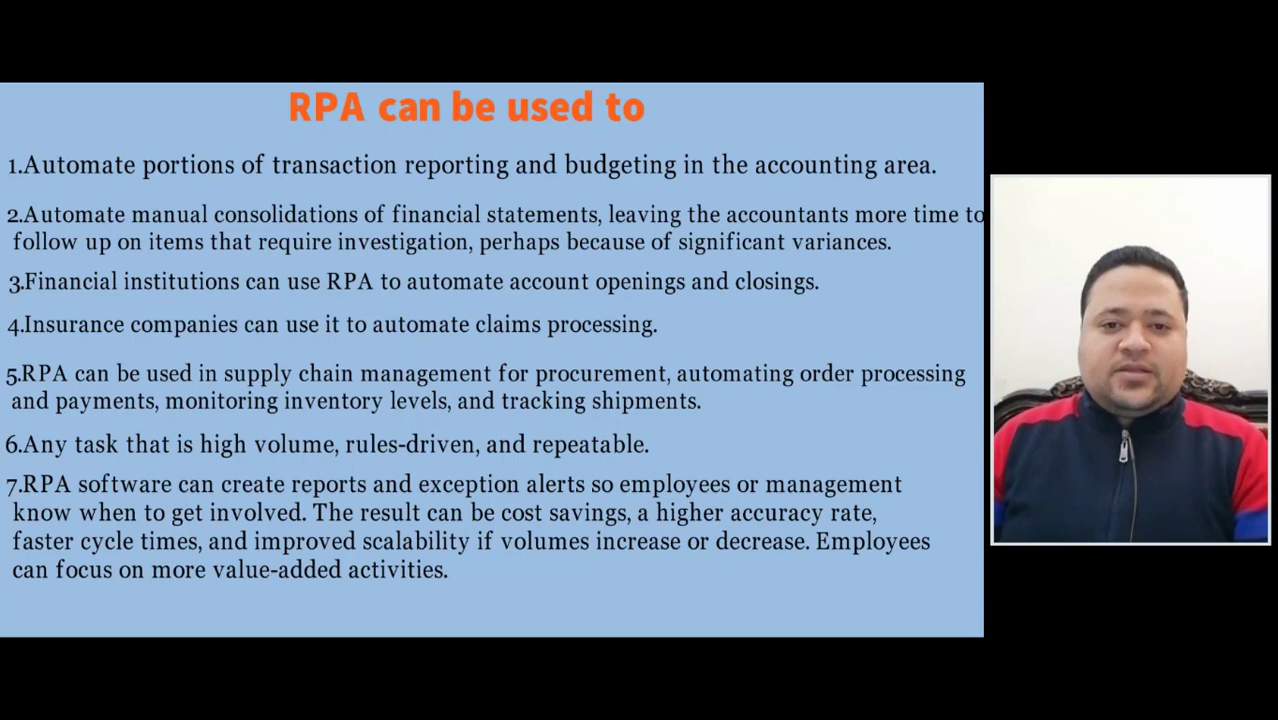 RPA can be used to
1.Automate portions of transaction reporting and budgeting in the accounting area.
2.Automate manual consolidations of financial statements, leaving the accountants more time to
follow up on items that require investigation, perhaps because of significant variances.
3.Financial institutions can use RPA to automate account openings and closings.
4.Insurance companies can use it to automate claims processing.
5.RPA can be used in supply chain management for procurement, automating order processing
and payments, monitoring inventory levels, and tracking shipments.
6.Any task that is high volume, rules-driven, and repeatable.
7.RPA software can create reports and exception alerts so employees or management
know when to get involved. The result can be cost savings, a higher accuracy rate,
faster cycle times, and improved scalability if volumes increase or decrease. Employees
can focus on more value-added activities.